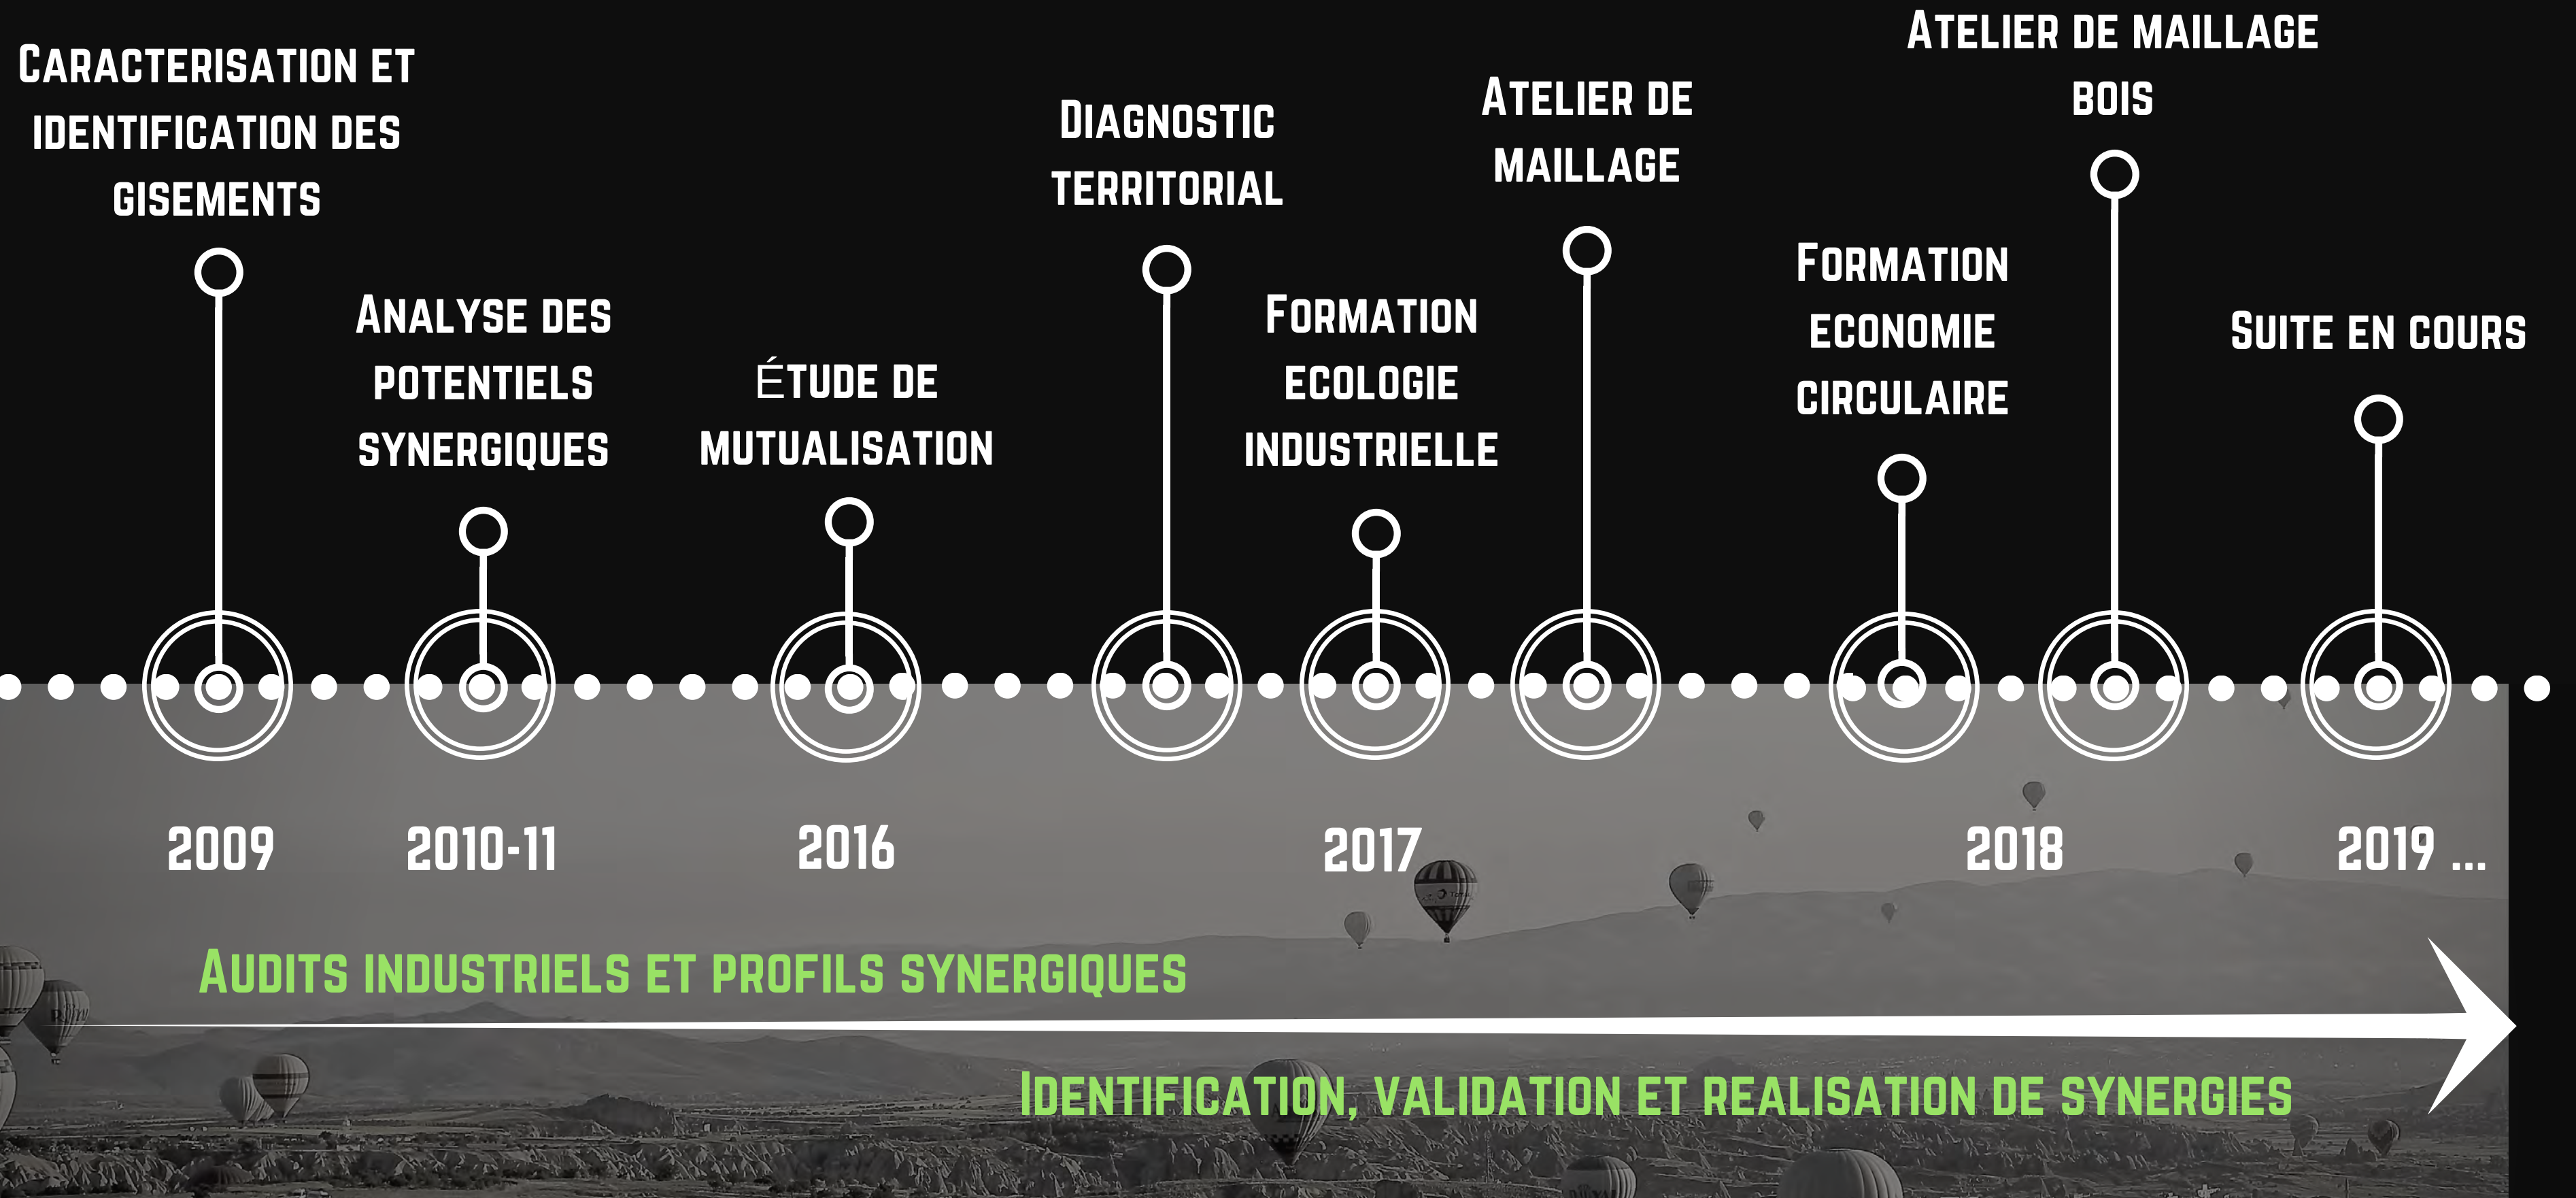 Caracterisation et
identification des
gisements
Analyse des
potentiels
synergiques
Étude de
mutualisation
Diagnostic
territorial
Formation
ecologie
industrielle
Atelier de
maillage
Formation
economie
circulaire
Atelier de maillage
bois
Suite en cours
2009
2010-11
2016
2017
2018
2019 ...
Audits industriels et profils synergiques
Identification, validation et realisation de synergies